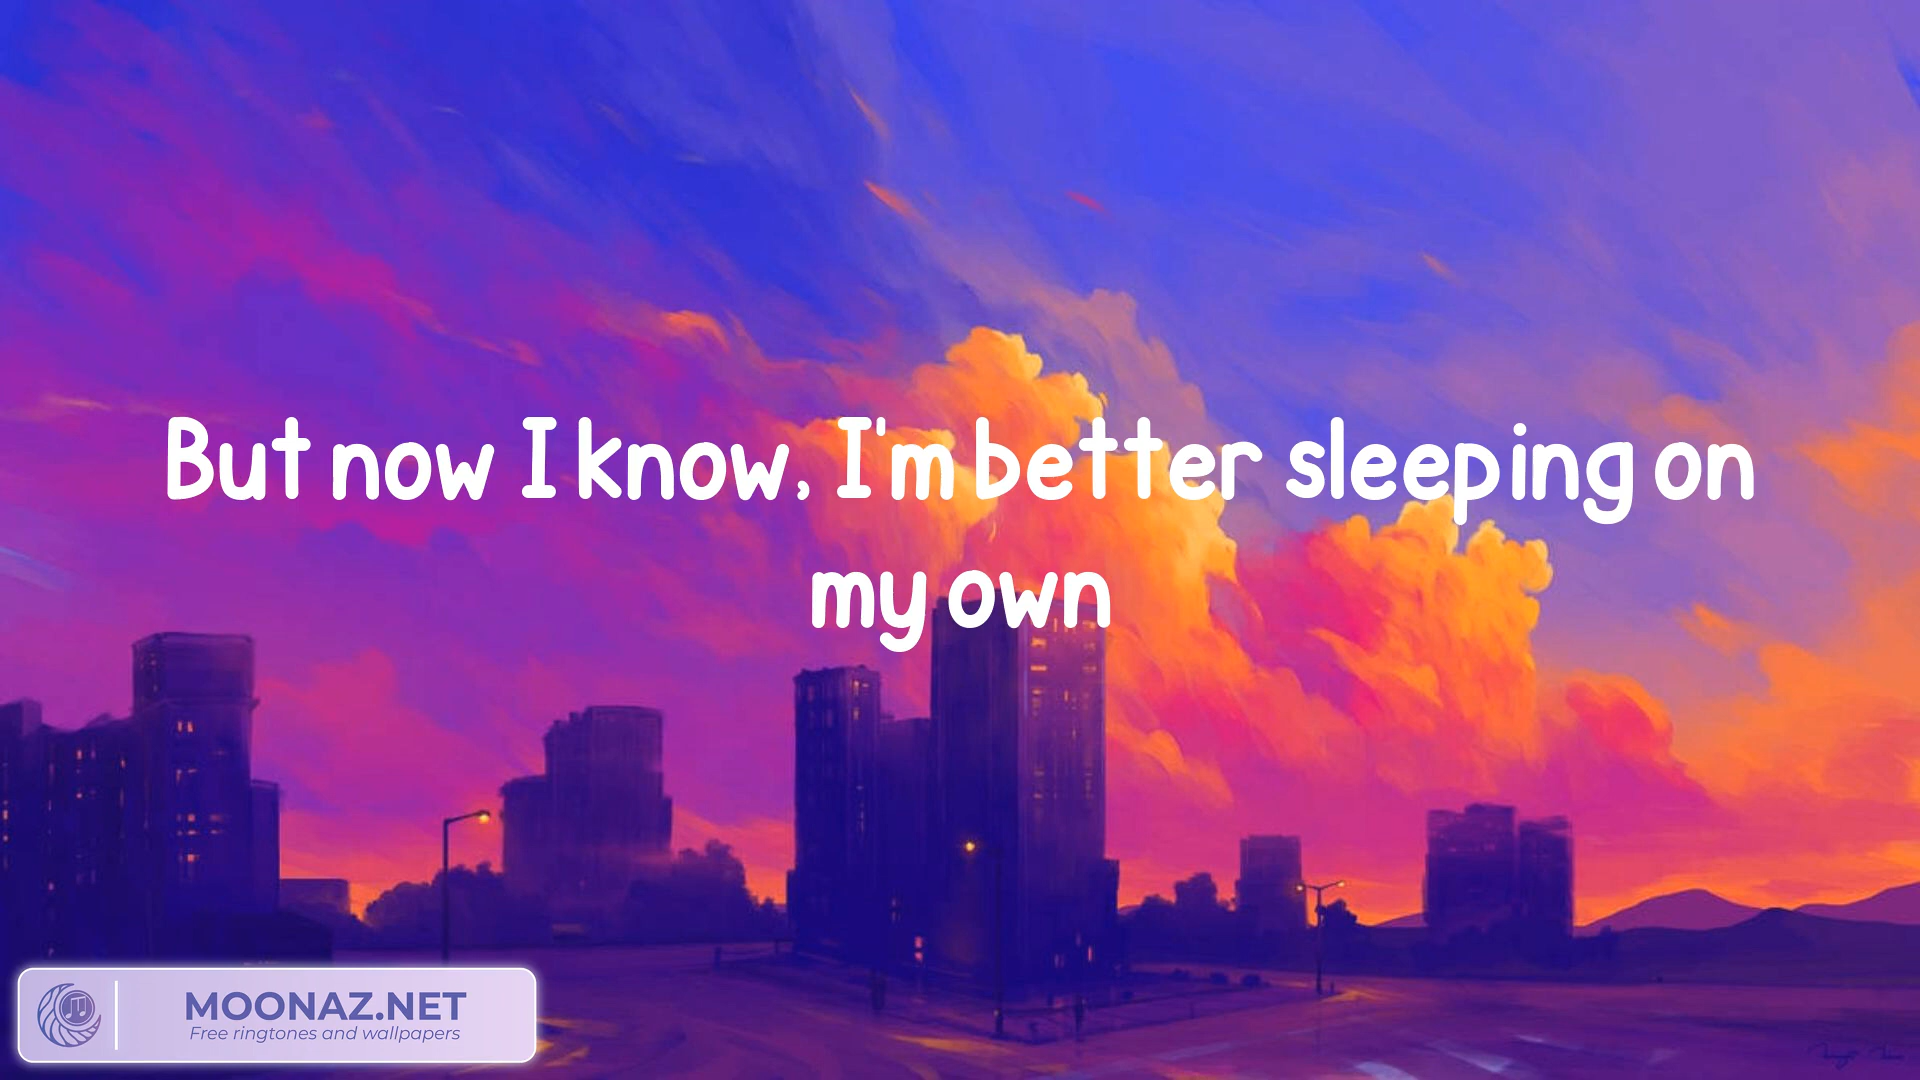 But now I know, I'm better sleeping on
my own
MOONAZ.NET
Free ringtones and wallpapers